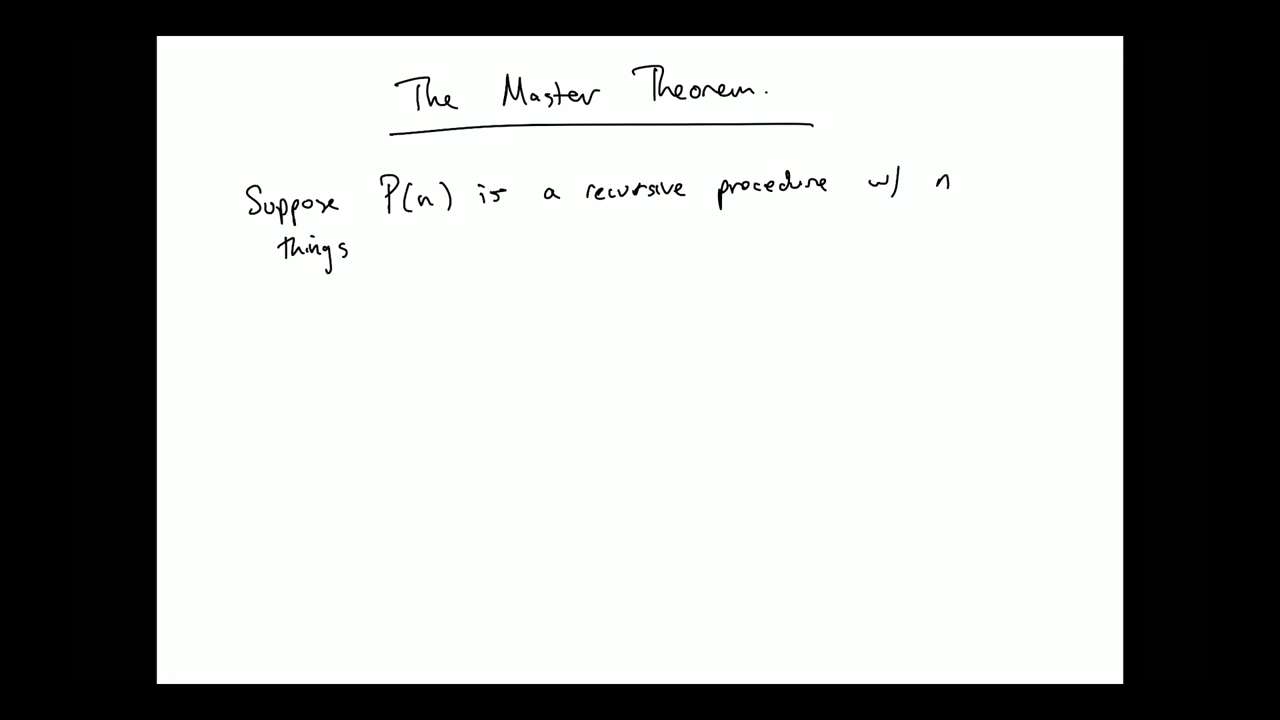 The Master Theorem.
Suppose P(n) is a recursive procedure w/ n
things